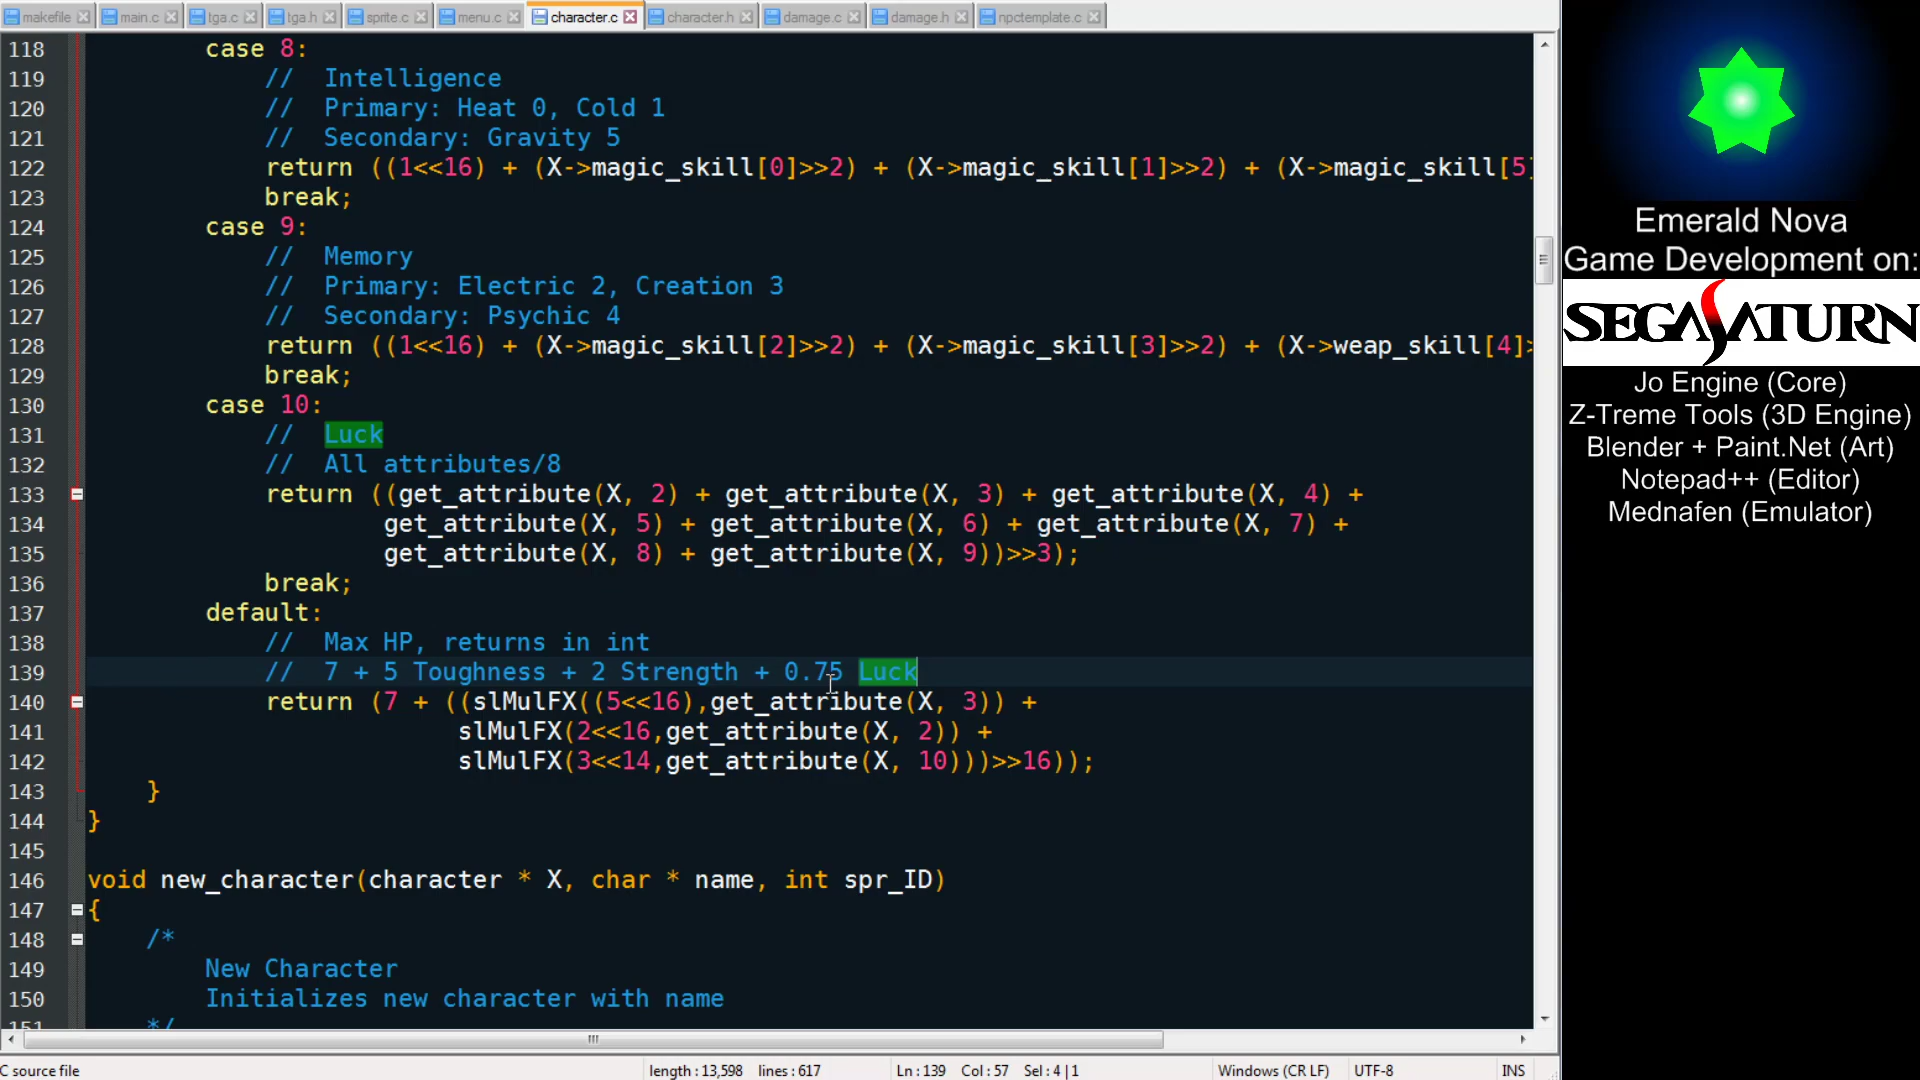 makefile main.c tga.c tga.h sprite.c menu.c character.c character.h damage.c damage.h npctemplate.c
118 case 8:
119 // Intelligence
120 // Primary: Heat 0, Cold 1
121 // Secondary: Gravity 5
122 return ((1<<16) + (X->magic_skill[0]>>2) + (X->magic_skill[1]>>2) + (X->magic_skill[5]
123 break;
124 case 9:
125 // Memory
126 // Primary: Electric 2, Creation 3
127 // Secondary: Psychic 4
128 return ((1<<16) + (X->magic_skill[2]>>2) + (X->magic_skill[3]>>2) + (X->weap_skill[4]>
129 break;
130 case 10:
131 // Luck
132 // All attributes/8
133 return ((get_attribute(X, 2) + get_attribute(X, 3) + get_attribute(X, 4) +
134 get_attribute(X, 5) + get_attribute(X, 6) + get_attribute(X, 7) +
135 get_attribute(X, 8) + get_attribute(X, 9))>>3);
136 break;
137 default:
138 // Max HP, returns in int
139 // 7 + 5 Toughness + 2 Strength + 0.75 Luck
140 return (7 + ((slMulFX((5<<16),get_attribute(X, 3)) +
141 slMulFX(2<<16,get_attribute(X, 2)) +
142 slMulFX(3<<14,get_attribute(X, 10)))>>16));
143 }
144 }
145
146 void new_character(character * X, char * name, int spr_ID)
147 {
148 /*
149 New Character
150 Initializes new character with name
151 */
C source file length : 13,598 lines : 617 Ln : 139 Col : 57 Sel : 4 | 1 Windows (CR LF) UTF-8 INS
Emerald Nova
Game Development on:
SEGA SATURN
Jo Engine (Core)
Z-Treme Tools (3D Engine)
Blender + Paint.Net (Art)
Notepad++ (Editor)
Mednafen (Emulator)